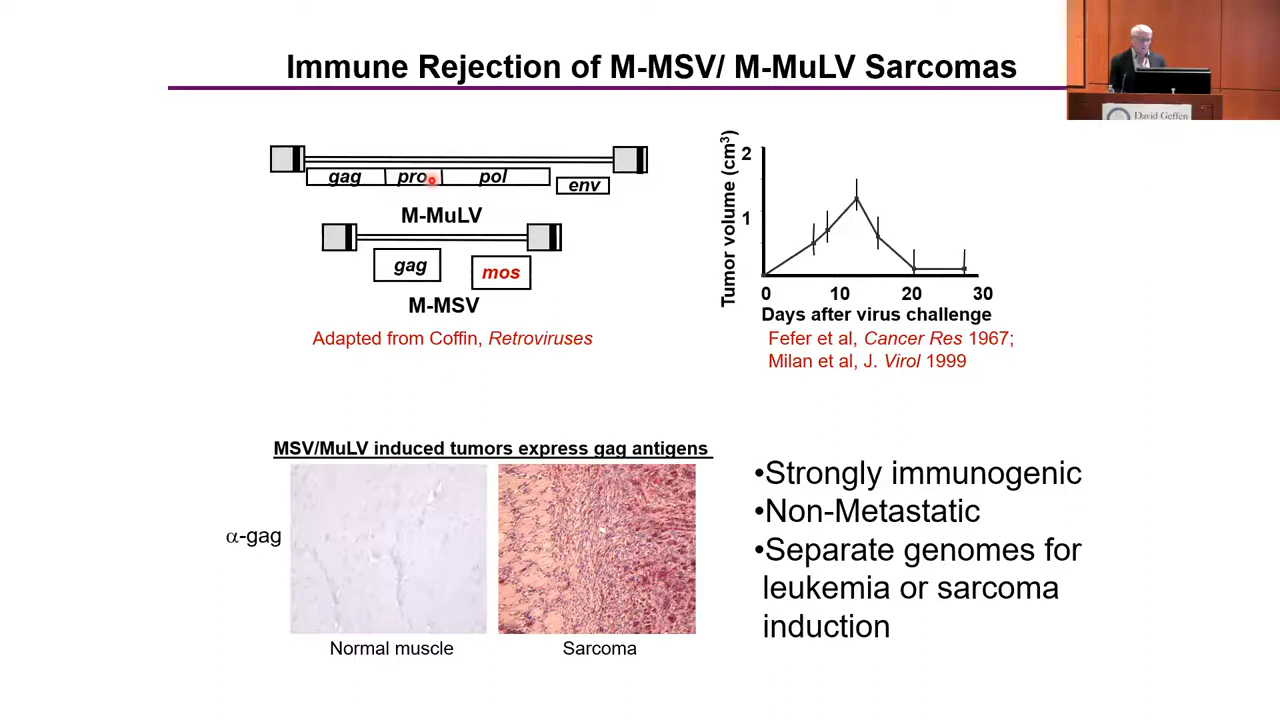 Immune Rejection of M-MSV/ M-MuLV Sarcomas
David Geffen
gag
pro
pol
env
M-MuLV
gag
mos
M-MSV
Adapted from Coffin, Retroviruses
Tumor volume (cm³)
2
1
0
10
20
30
Days after virus challenge
Fefer et al, Cancer Res 1967;
Milan et al, J. Virol 1999
MSV/MuLV induced tumors express gag antigens
α-gag
Normal muscle
Sarcoma
•Strongly immunogenic
•Non-Metastatic
•Separate genomes for
leukemia or sarcoma
induction